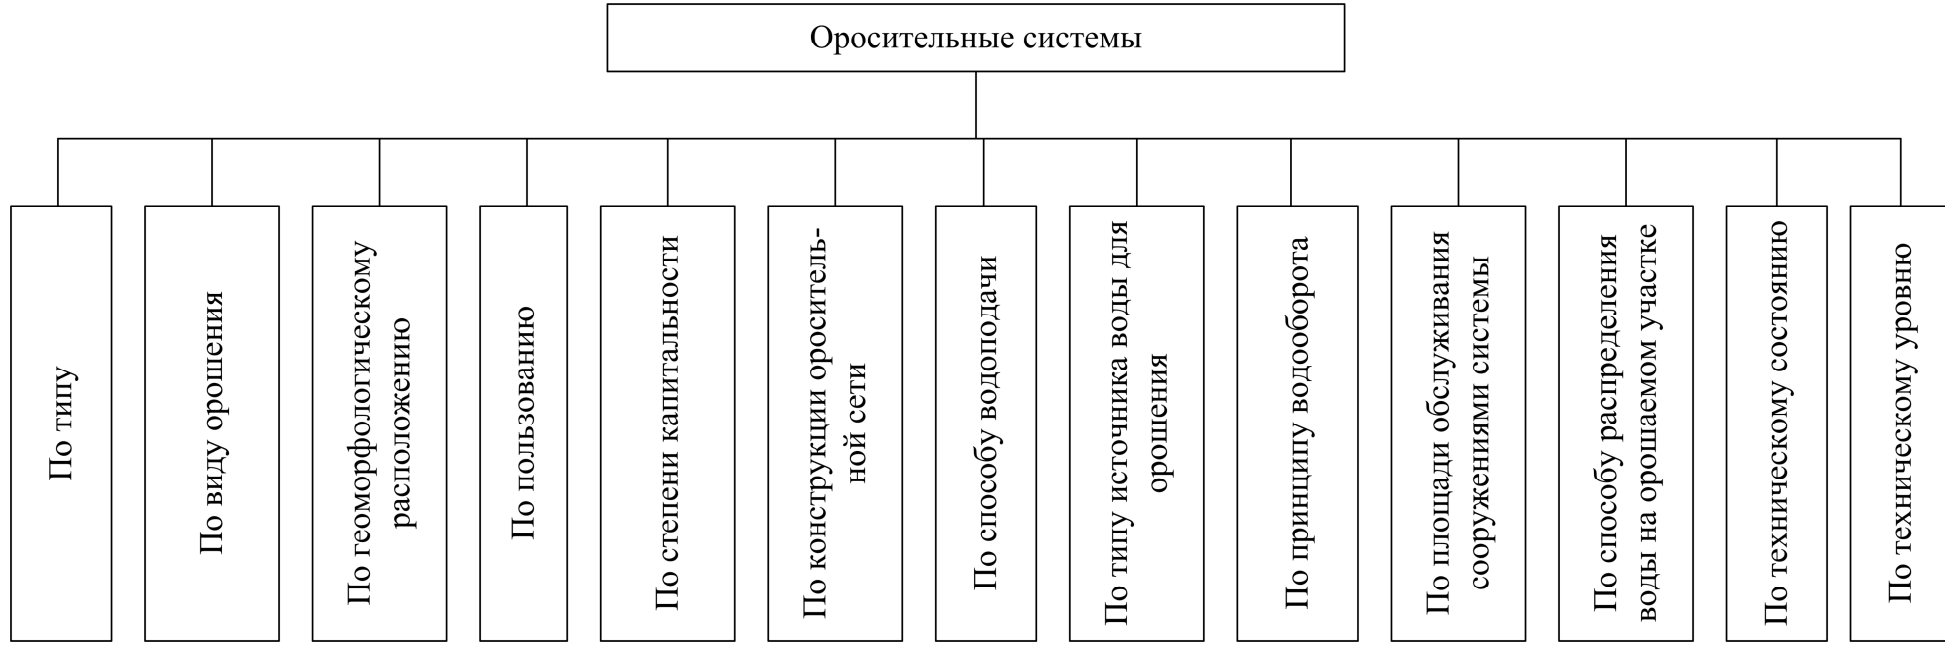 Оросительные системы
По типу
По виду орошения
По геоморфологическому
расположению
По пользованию
По степени капитальности
По конструкции ороситель-
ной сети
По способу водоподачи
По типу источника воды для
орошения
По принципу водооборота
По площади обслуживания
сооружениями системы
По способу распределения
воды на орошаемом участке
По техническому состоянию
По техническому уровню